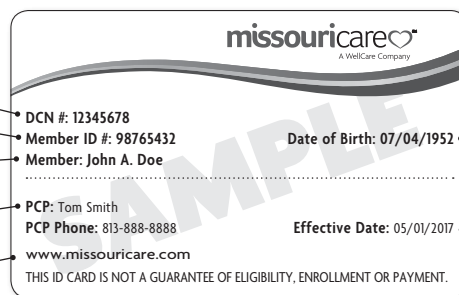 missouricare
A WellCare Company
DCN #: 12345678
Member ID #: 98765432 Date of Birth: 07/04/1952
Member: John A. Doe
SAMPLE
PCP: Tom Smith
PCP Phone: 813-888-8888 Effective Date: 05/01/2017
www.missouricare.com
THIS ID CARD IS NOT A GUARANTEE OF ELIGIBILITY, ENROLLMENT OR PAYMENT.